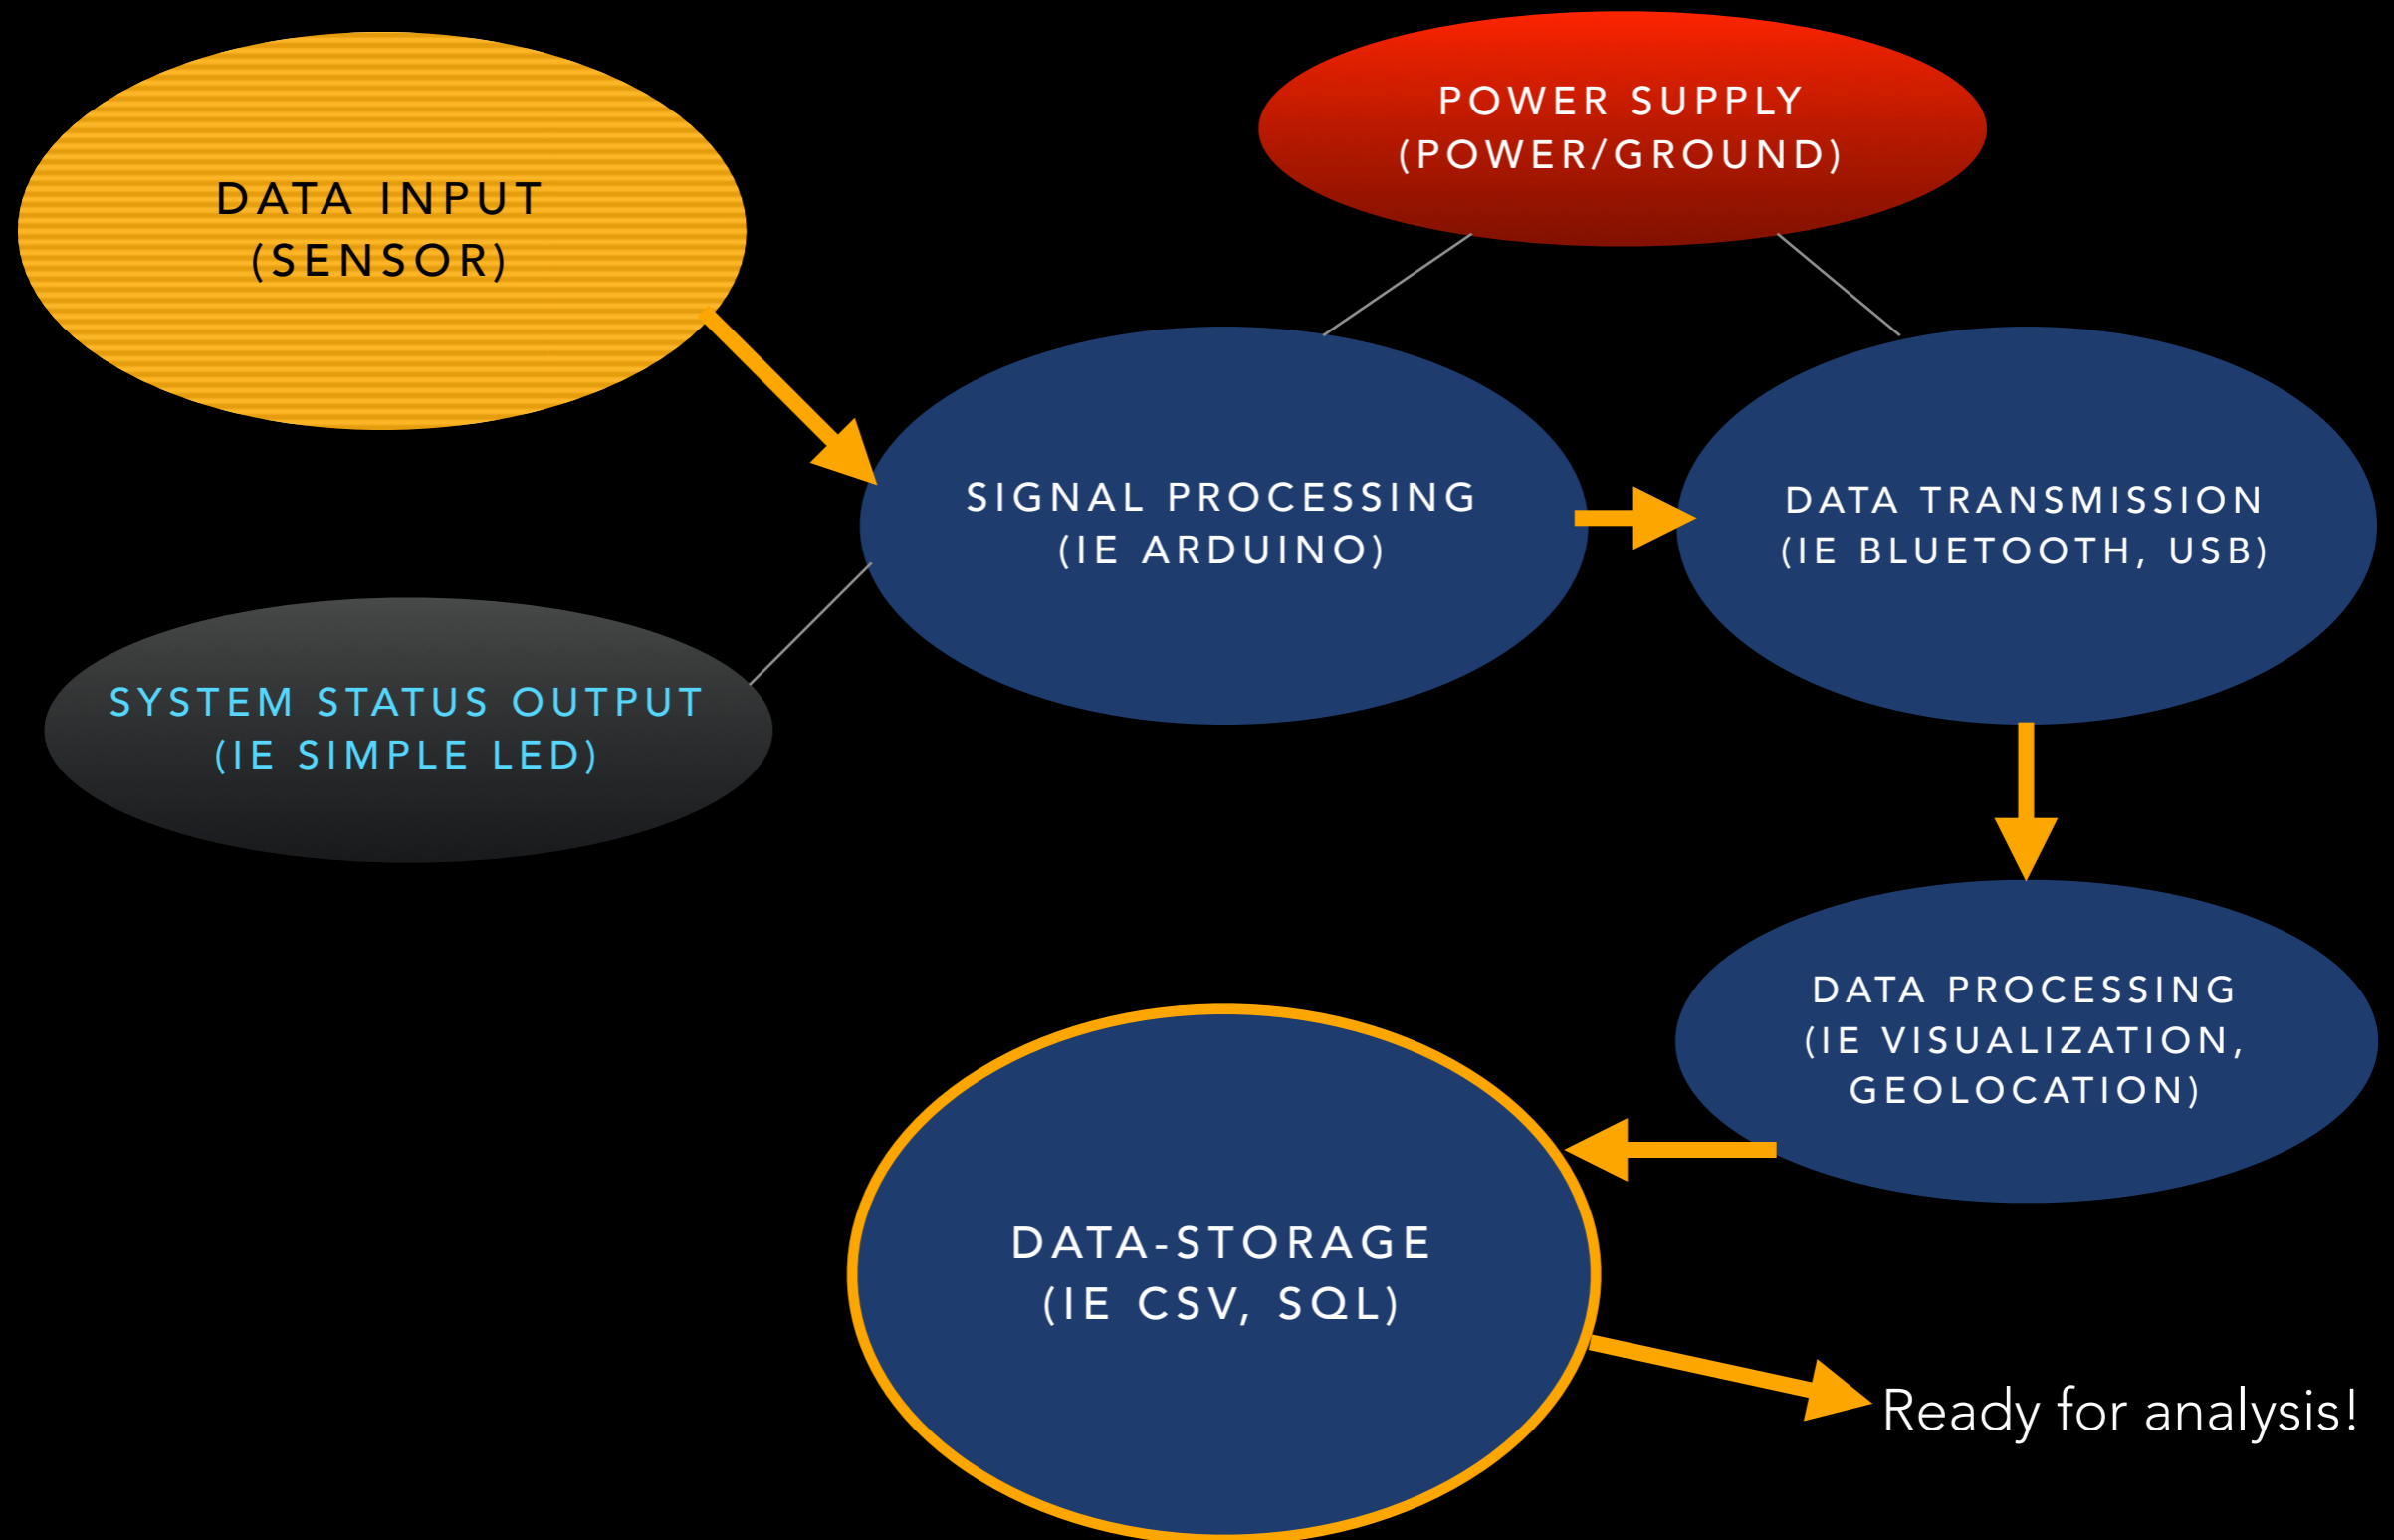 DATA INPUT
(SENSOR)
POWER SUPPLY
(POWER/GROUND)
SIGNAL PROCESSING
(IE ARDUINO)
DATA TRANSMISSION
(IE BLUETOOTH, USB)
SYSTEM STATUS OUTPUT
(IE SIMPLE LED)
DATA PROCESSING
(IE VISUALIZATION,
GEOLOCATION)
DATA-STORAGE
(IE CSV, SQL)
Ready for analysis!